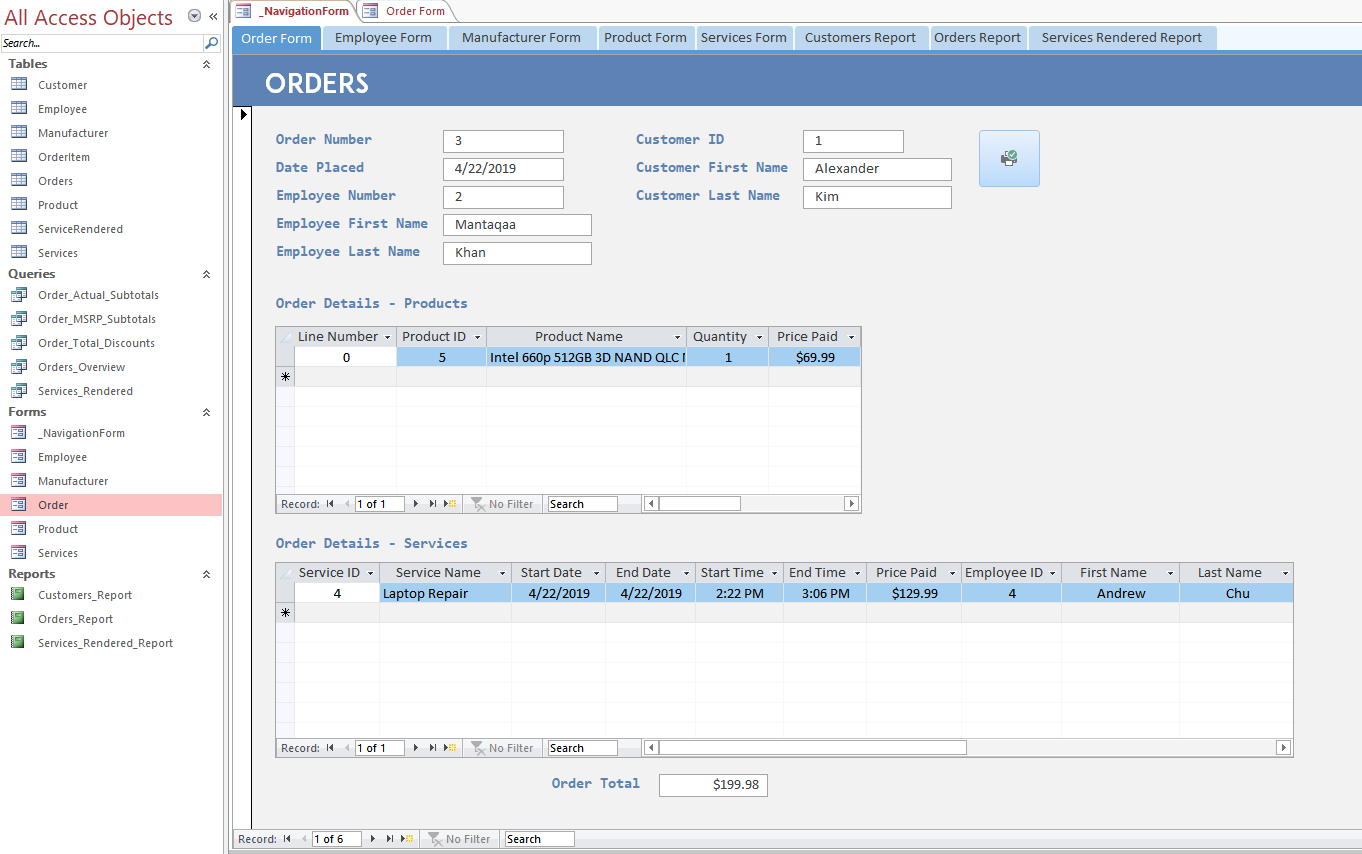 All Access Objects
Search...
Tables
Customer
Employee
Manufacturer
OrderItem
Orders
Product
ServiceRendered
Services
Queries
Order_Actual_Subtotals
Order_MSRP_Subtotals
Order_Total_Discounts
Orders_Overview
Services_Rendered
Forms
_NavigationForm
Employee
Manufacturer
Order
Product
Services
Reports
Customers_Report
Orders_Report
Services_Rendered_Report
_NavigationForm Order Form
Order Form Employee Form Manufacturer Form Product Form Services Form Customers Report Orders Report Services Rendered Report
ORDERS
Order Number 3 Customer ID 1
Date Placed 4/22/2019 Customer First Name Alexander
Employee Number 2 Customer Last Name Kim
Employee First Name Mantaqaa
Employee Last Name Khan
Order Details - Products
Line Number Product ID Product Name Quantity Price Paid
0 5 Intel 660p 512GB 3D NAND QLC 1 $69.99
Record: 1 of 1 No Filter Search
Order Details - Services
Service ID Service Name Start Date End Date Start Time End Time Price Paid Employee ID First Name Last Name
4 Laptop Repair 4/22/2019 4/22/2019 2:22 PM 3:06 PM $129.99 4 Andrew Chu
Record: 1 of 1 No Filter Search
Order Total $199.98
Record: 1 of 6 No Filter Search